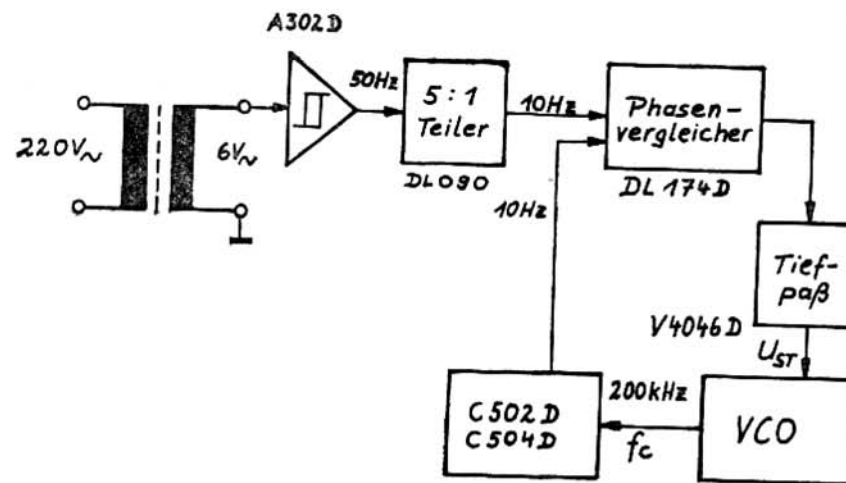 A302D
220V~
6V~
50Hz
5:1
Teiler
DL090
10Hz
Phasen-
vergleicher
DL174D
10Hz
Tief-
paß
V4046D
U_ST
VCO
200kHz
fc
C502D
C504D